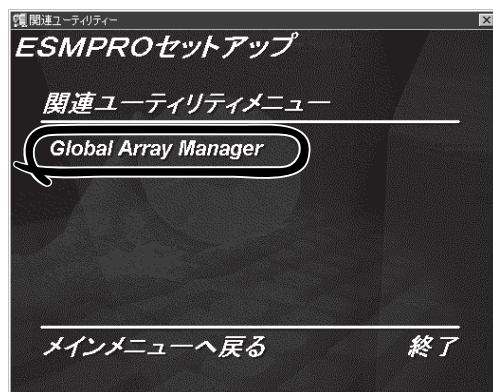 関連ユーティリティー
ESMPROセットアップ
関連ユーティリティメニュー
Global Array Manager
メインメニューへ戻る 終了